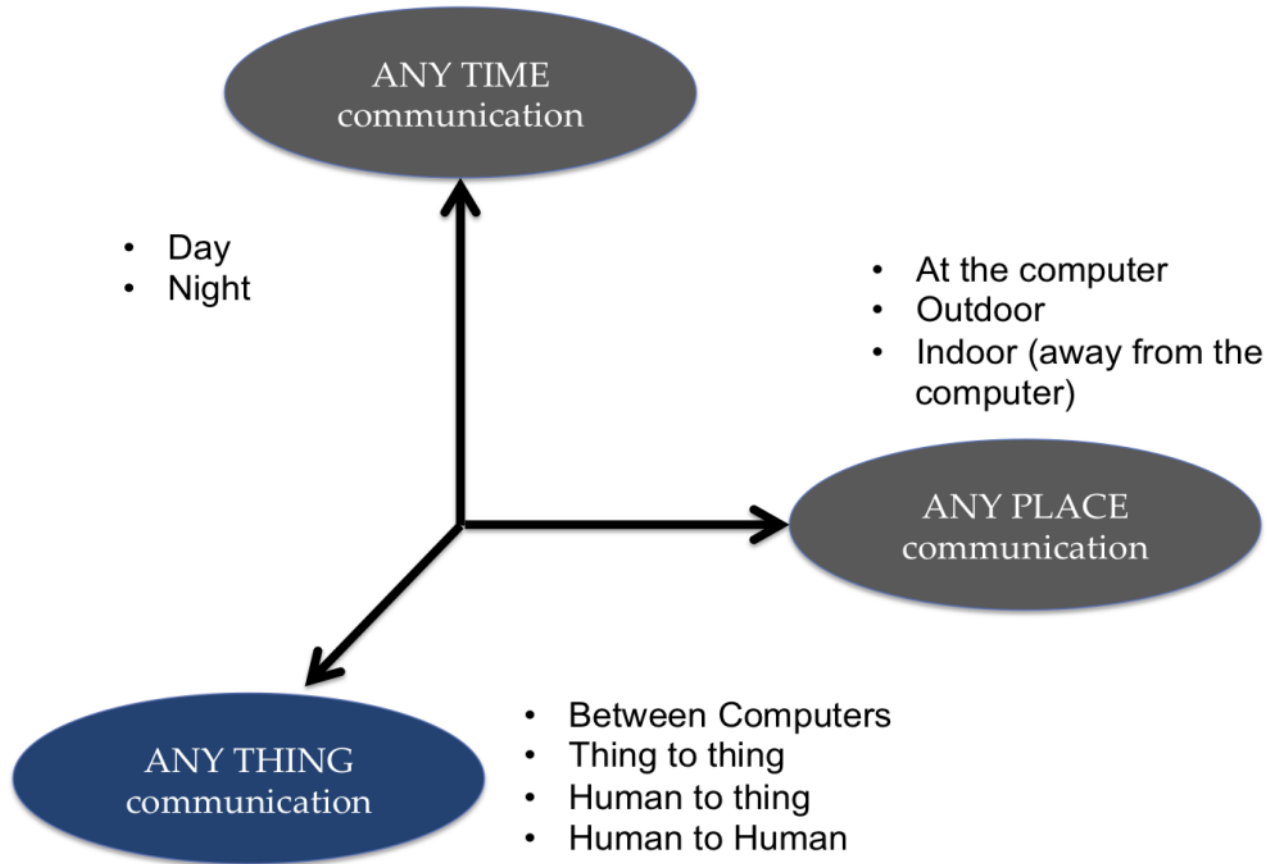 ANY TIME
communication
• Day
• Night
• At the computer
• Outdoor
• Indoor (away from the
computer)
ANY PLACE
communication
ANY THING
communication
• Between Computers
• Thing to thing
• Human to thing
• Human to Human